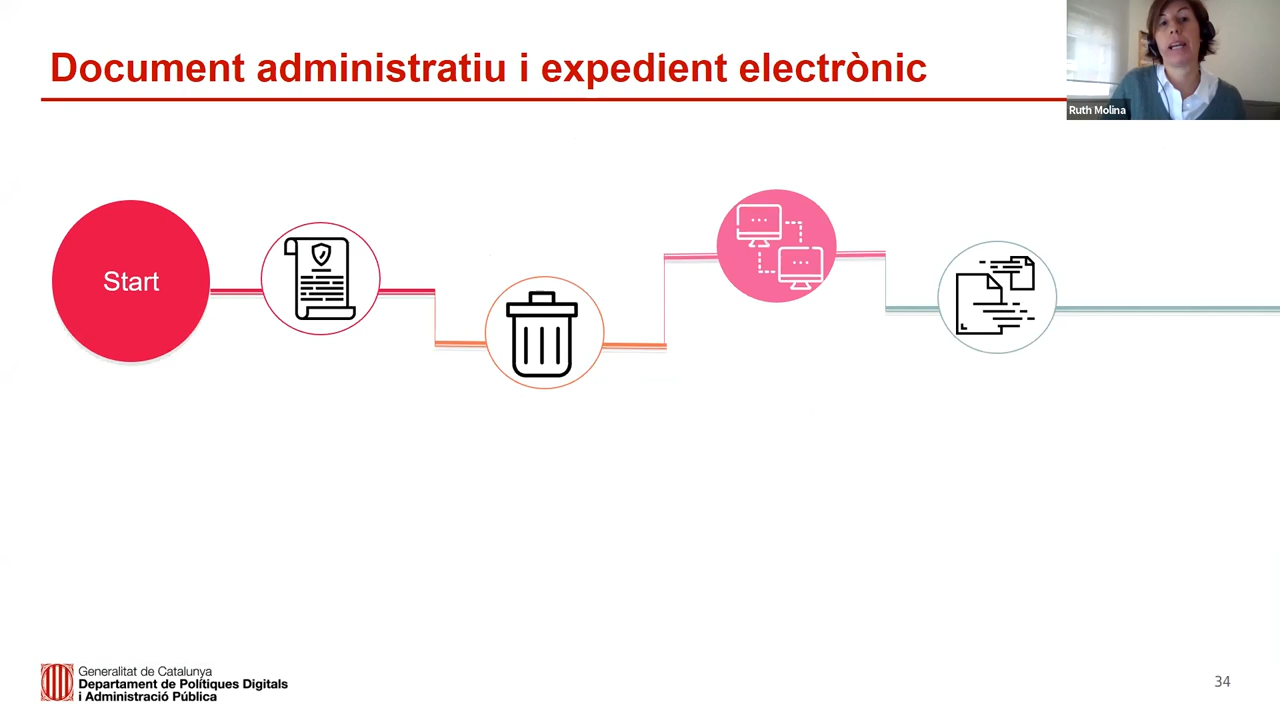 Document administratiu i expedient electrònic
Ruth Molina
Start
Generalitat de Catalunya
Departament de Polítiques Digitals
i Administració Pública
34